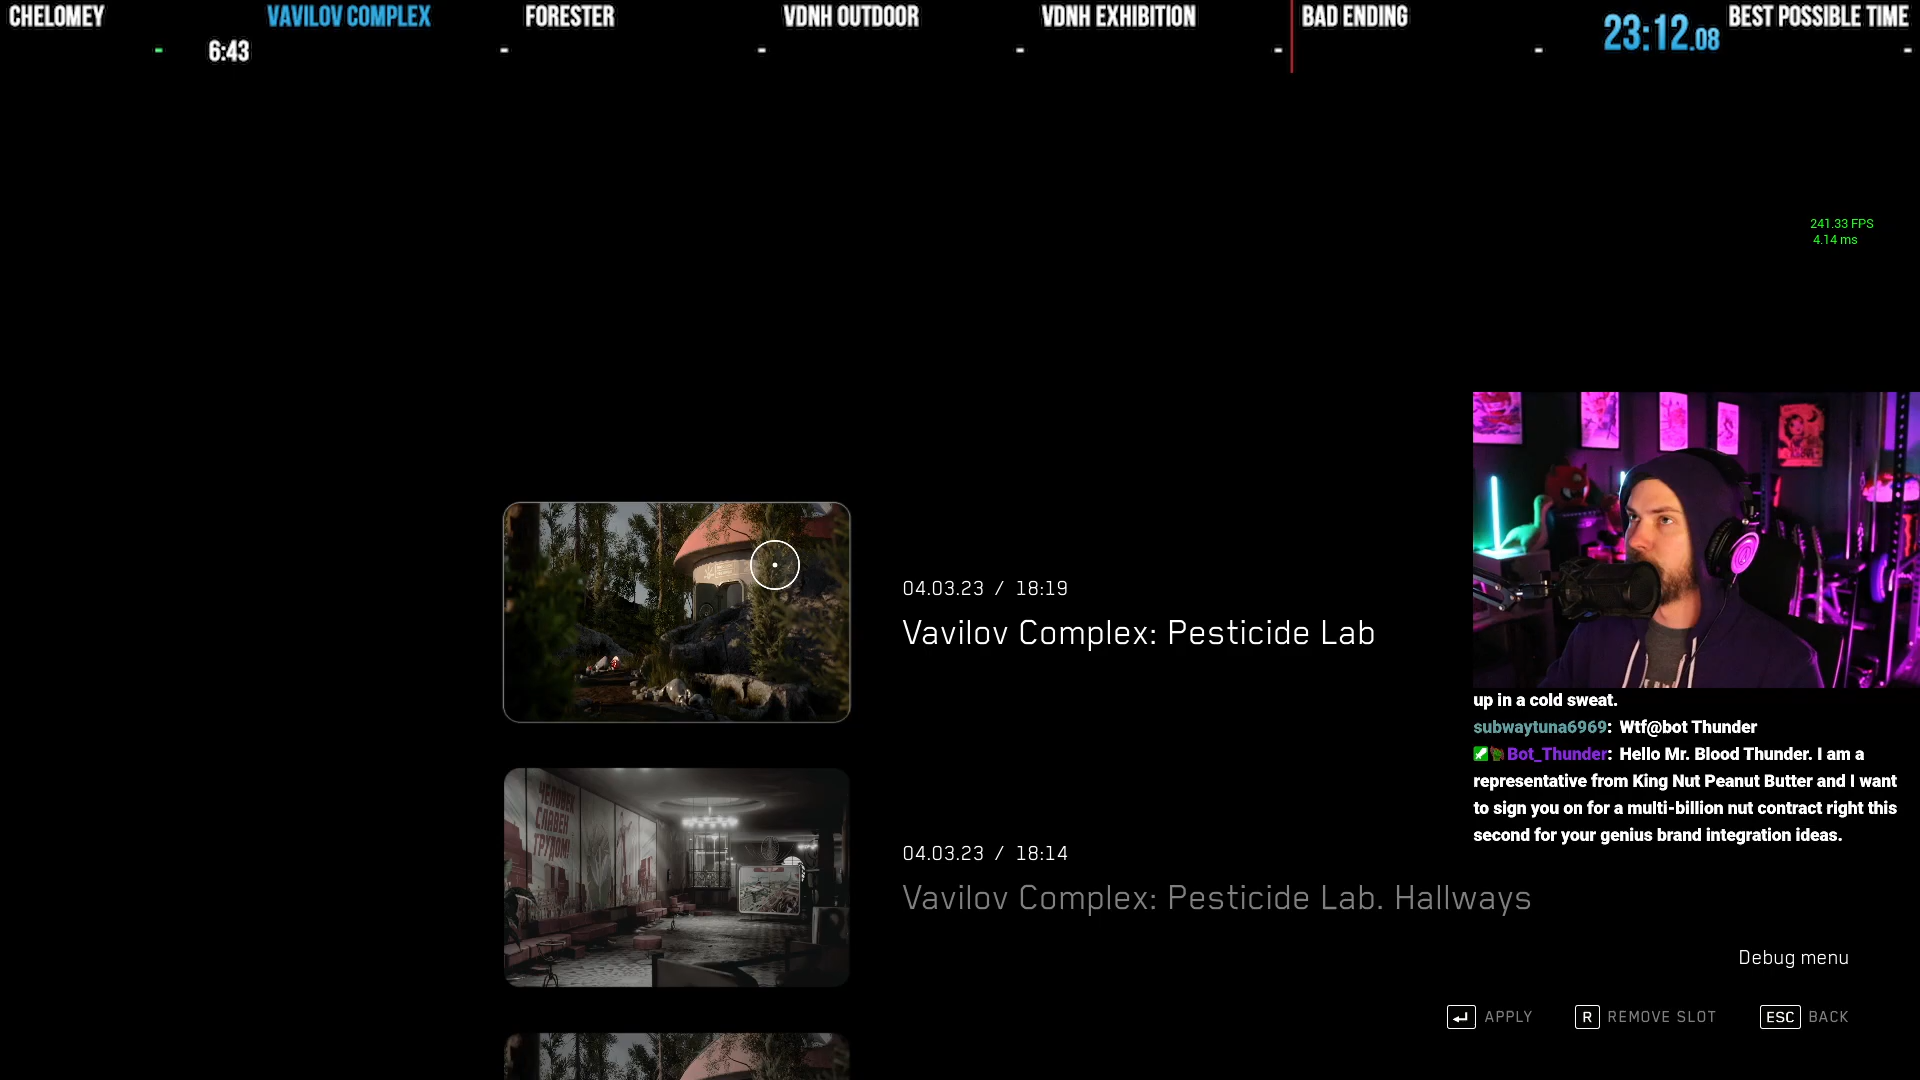 CHELOMEY
VAVILOV COMPLEX
FORESTER
VDNH OUTDOOR
VDNH EXHIBITION
BAD ENDING
23:12.08
BEST POSSIBLE TIME
-
6:43
-
-
-
-
-
-
241.33 FPS
4.14 ms
04.03.23 / 18:19
Vavilov Complex: Pesticide Lab
up in a cold sweat.
subwaytuna6969: Wtf@bot Thunder
Bot_Thunder: Hello Mr. Blood Thunder. I am a
representative from King Nut Peanut Butter and I want
to sign you on for a multi-billion nut contract right this
second for your genius brand integration ideas.
ЧЕЛОВЕК
СЛАВЕН
ТРУДОМ!
04.03.23 / 18:14
Vavilov Complex: Pesticide Lab. Hallways
Debug menu
APPLY
R REMOVE SLOT
ESC BACK